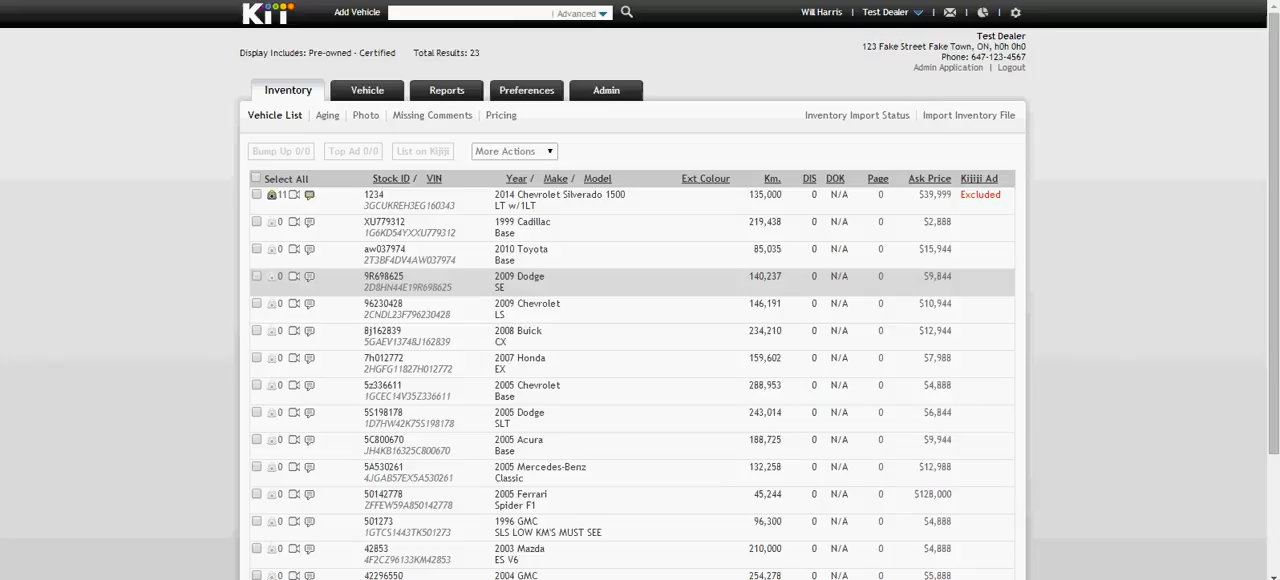 Kii
Add Vehicle | Advanced Will Harris | Test Dealer | | |
Test Dealer
123 Fake Street Fake Town, ON, h0h 0h0
Phone: 647-123-4567
Admin Application | Logout
Display Includes: Pre-owned - Certified Total Results: 23
Inventory Vehicle Reports Preferences Admin
Vehicle List | Aging | Photo | Missing Comments | Pricing Inventory Import Status | Import Inventory File
Bump Up 0/0 Top Ad 0/0 List on Kijiji More Actions
Select All Stock ID / VIN Year / Make / Model Ext Colour Km. DIS DOK Page Ask Price Kijiji Ad
11 1234 2014 Chevrolet Silverado 1500 135,000 0 N/A 0 $39,999 Excluded
3GCUKREH3EG160343 LT w/1LT
0 XU779312 1999 Cadillac 219,438 0 N/A 0 $2,888
1G6KD54YXXU779312 Base
0 aw037974 2010 Toyota 85,035 0 N/A 0 $15,944
2T3BF4DV4AW037974 Base
0 9R698625 2009 Dodge 140,237 0 N/A 0 $9,844
2D8HN44E19R698625 SE
0 96230428 2009 Chevrolet 146,191 0 N/A 0 $10,944
2CNDL23F796230428 LS
0 8j162839 2008 Buick 234,210 0 N/A 0 $12,944
5GAEV13748J162839 CX
0 7h012772 2007 Honda 159,602 0 N/A 0 $7,988
2HGFG11827H012772 EX
0 5z336611 2005 Chevrolet 288,953 0 N/A 0 $4,888
1GCEC14V35Z336611 Base
0 5S198178 2005 Dodge 243,014 0 N/A 0 $6,844
1D7HW42K75S198178 SLT
0 5C800670 2005 Acura 188,725 0 N/A 0 $9,944
JH4KB16325C800670 Base
0 5A530261 2005 Mercedes-Benz 132,258 0 N/A 0 $12,988
4JGAB57EX5A530261 Classic
0 50142778 2005 Ferrari 45,244 0 N/A 0 $128,000
ZFFEW59A850142778 Spider F1
0 501273 1996 GMC 96,300 0 N/A 0 $4,888
1GTCS1443TK501273 SLS LOW KM'S MUST SEE
0 42853 2003 Mazda 210,000 0 N/A 0 $4,888
4F2CZ96133KM42853 ES V6
0 42296550 2004 GMC 254,278 0 N/A 0 $5,888